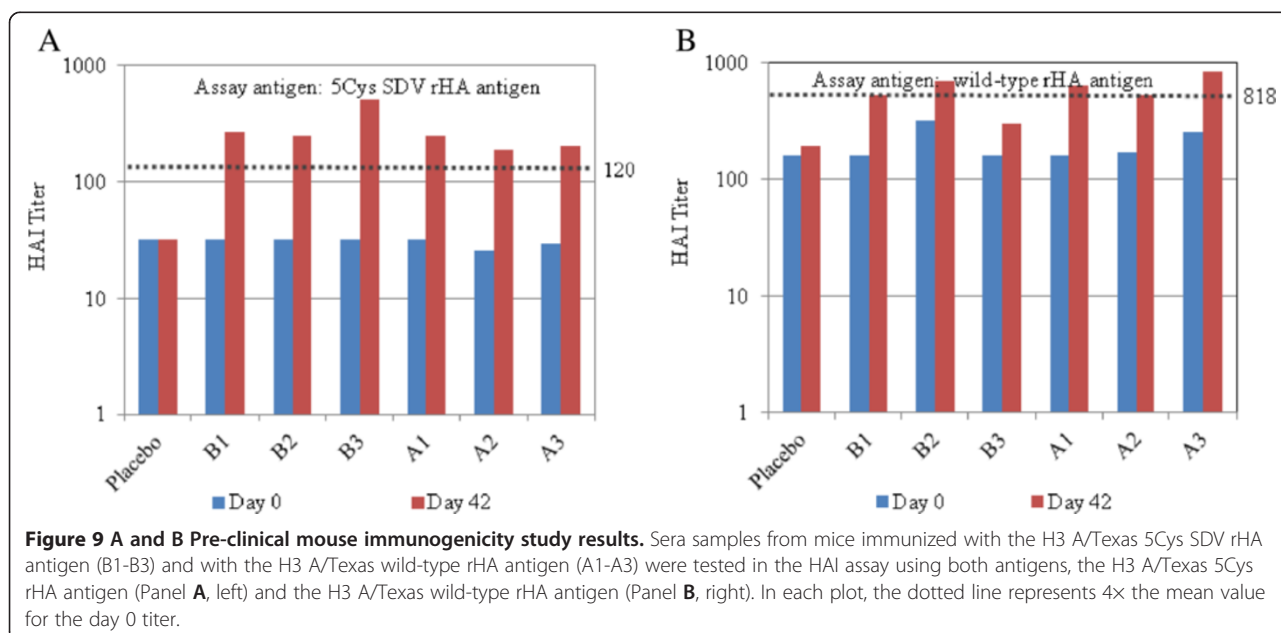 A
1000
Assay antigen: 5Cys SDV rHA antigen
120
100
10
1
HAI Titer
Placebo
B1
B2
B3
A1
A2
A3
Day 0
Day 42
B
1000
Assay antigen: wild-type rHA antigen
818
100
10
1
HAI Titer
Placebo
B1
B2
B3
A1
A2
A3
Day 0
Day 42
Figure 9 A and B Pre-clinical mouse immunogenicity study results. Sera samples from mice immunized with the H3 A/Texas 5Cys SDV rHA
antigen (B1-B3) and with the H3 A/Texas wild-type rHA antigen (A1-A3) were tested in the HAI assay using both antigens, the H3 A/Texas 5Cys
rHA antigen (Panel A, left) and the H3 A/Texas wild-type rHA antigen (Panel B, right). In each plot, the dotted line represents 4× the mean value
for the day 0 titer.